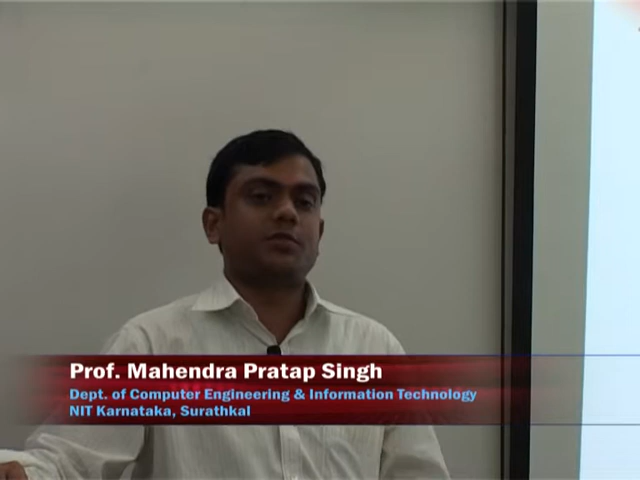 Prof. Mahendra Pratap Singh
Dept. of Computer Engineering & Information Technology
NIT Karnataka, Surathkal